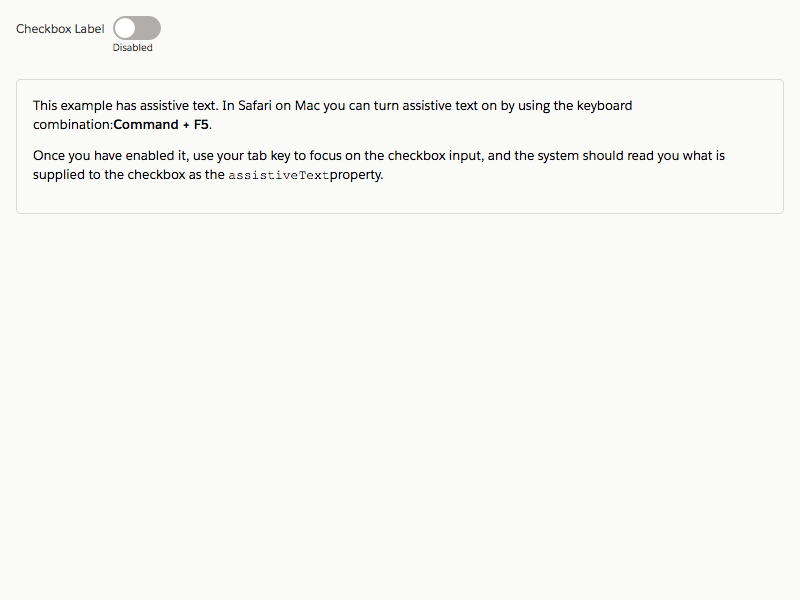 Checkbox Label
Disabled
This example has assistive text. In Safari on Mac you can turn assistive text on by using the keyboard
combination:Command + F5.
Once you have enabled it, use your tab key to focus on the checkbox input, and the system should read you what is
supplied to the checkbox as the assistiveTextproperty.